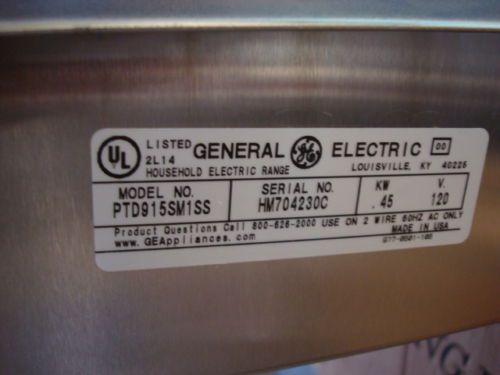 UL LISTED GENERAL GE ELECTRIC 00
2L14 LOUISVILLE, KY 40225
HOUSEHOLD ELECTRIC RANGE
MODEL NO. SERIAL NO. KW V.
PTD915SM1SS HM704230C .45 120
Product Questions Call 800-626-2000 USE ON 2 WIRE 60HZ AC ONLY
www.GEAppliances.com MADE IN USA